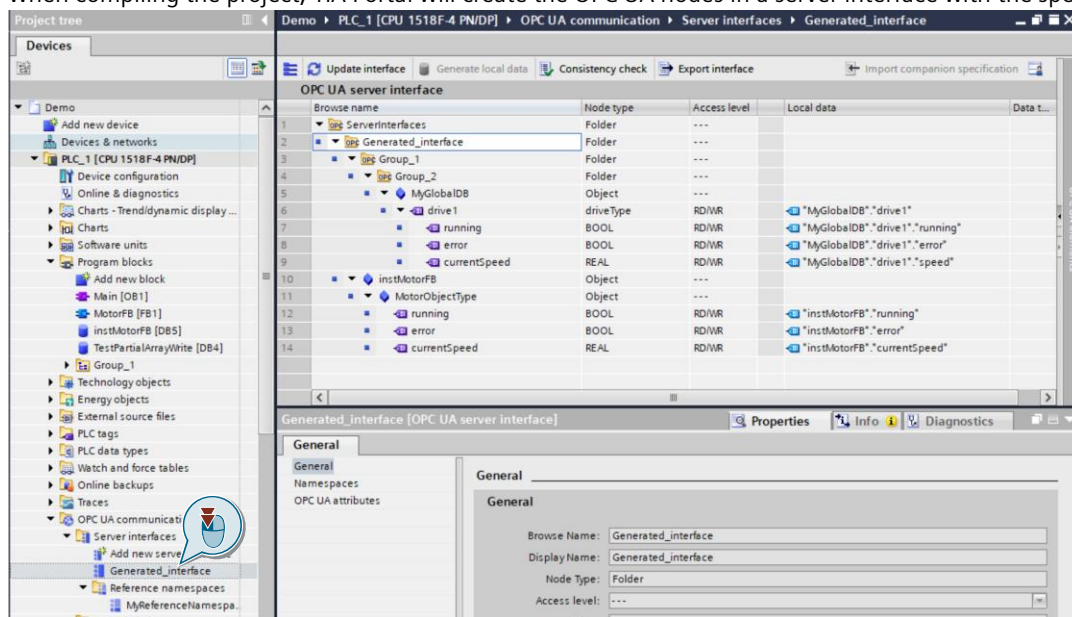 When compiling the project, TIA Portal will create the OPC UA nodes in a server interface with the spe
Project tree
Demo ▸ PLC_1 [CPU 1518F-4 PN/DP] ▸ OPC UA communication ▸ Server interfaces ▸ Generated_interface
Devices
Update interface Generate local data Consistency check Export interface Import companion specification
OPC UA server interface
Browse name Node type Access level Local data Data t...
1 ServerInterfaces Folder ---
2 Generated_interface Folder ---
3 Group_1 Folder ---
4 Group_2 Folder ---
5 MyGlobalDB Object ---
6 drive1 driveType RD/WR "MyGlobalDB"."drive1"
7 running BOOL RD/WR "MyGlobalDB"."drive1"."running"
8 error BOOL RD/WR "MyGlobalDB"."drive1"."error"
9 currentSpeed REAL RD/WR "MyGlobalDB"."drive1"."speed"
10 instMotorFB Object ---
11 MotorObjectType Object ---
12 running BOOL RD/WR "instMotorFB"."running"
13 error BOOL RD/WR "instMotorFB"."error"
14 currentSpeed REAL RD/WR "instMotorFB"."currentSpeed"
Demo
Add new device
Devices & networks
PLC_1 [CPU 1518F-4 PN/DP]
Device configuration
Online & diagnostics
Charts - Trend/dynamic display ...
Charts
Software units
Program blocks
Add new block
Main [OB1]
MotorFB [FB1]
instMotorFB [DB5]
TestPartialArrayWrite [DB4]
Group_1
Technology objects
Energy objects
External source files
PLC tags
PLC data types
Watch and force tables
Online backups
Traces
OPC UA communicati
Server interfaces
Add new serve
Generated_interface
Reference namespaces
MyReferenceNamespa...
Generated_interface [OPC UA server interface]
Properties Info Diagnostics
General
General
Namespaces
OPC UA attributes
General
General
Browse Name: Generated_interface
Display Name: Generated_interface
Node Type: Folder
Access level: ---